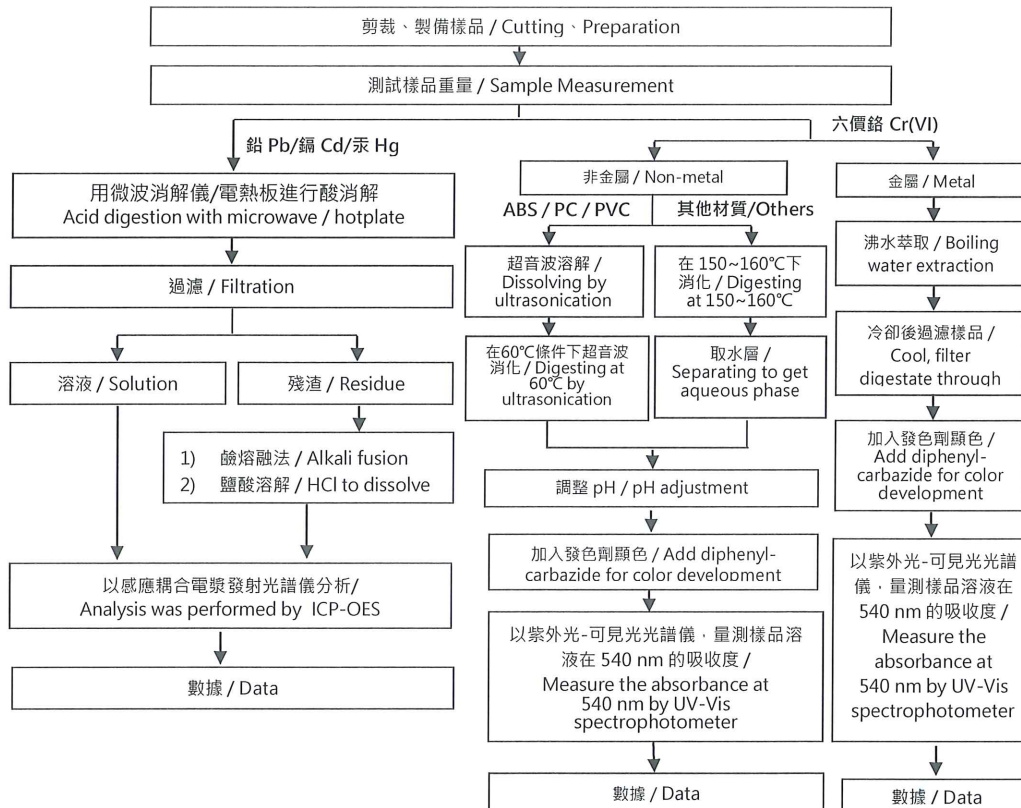 剪裁、製備樣品 / Cutting、Preparation
測試樣品重量 / Sample Measurement
鉛 Pb/鎘 Cd/汞 Hg
六價鉻 Cr(VI)
用微波消解儀/電熱板進行酸消解
Acid digestion with microwave / hotplate
過濾 / Filtration
溶液 / Solution
殘渣 / Residue
1) 鹼熔融法 / Alkali fusion
2) 鹽酸溶解 / HCl to dissolve
以感應耦合電漿發射光譜儀分析/
Analysis was performed by ICP-OES
數據 / Data
非金屬 / Non-metal
ABS / PC / PVC
其他材質/Others
超音波溶解 /
Dissolving by
ultrasonication
在60℃條件下超音波
消化 / Digesting at
60℃ by
ultrasonication
在 150~160℃下
消化 / Digesting
at 150~160℃
取水層 /
Separating to get
aqueous phase
調整 pH / pH adjustment
加入發色劑顯色 / Add diphenyl-
carbazide for color development
以紫外光-可見光光譜儀，量測樣品溶
液在 540 nm 的吸收度 /
Measure the absorbance at
540 nm by UV-Vis
spectrophotometer
數據 / Data
金屬 / Metal
沸水萃取 / Boiling
water extraction
冷卻後過濾樣品 /
Cool, filter
digestate through
加入發色劑顯色 /
Add diphenyl-
carbazide for color
development
以紫外光-可見光光譜
儀，量測樣品溶液在
540 nm 的吸收度 /
Measure the
absorbance at
540 nm by UV-Vis
spectrophotometer
數據 / Data